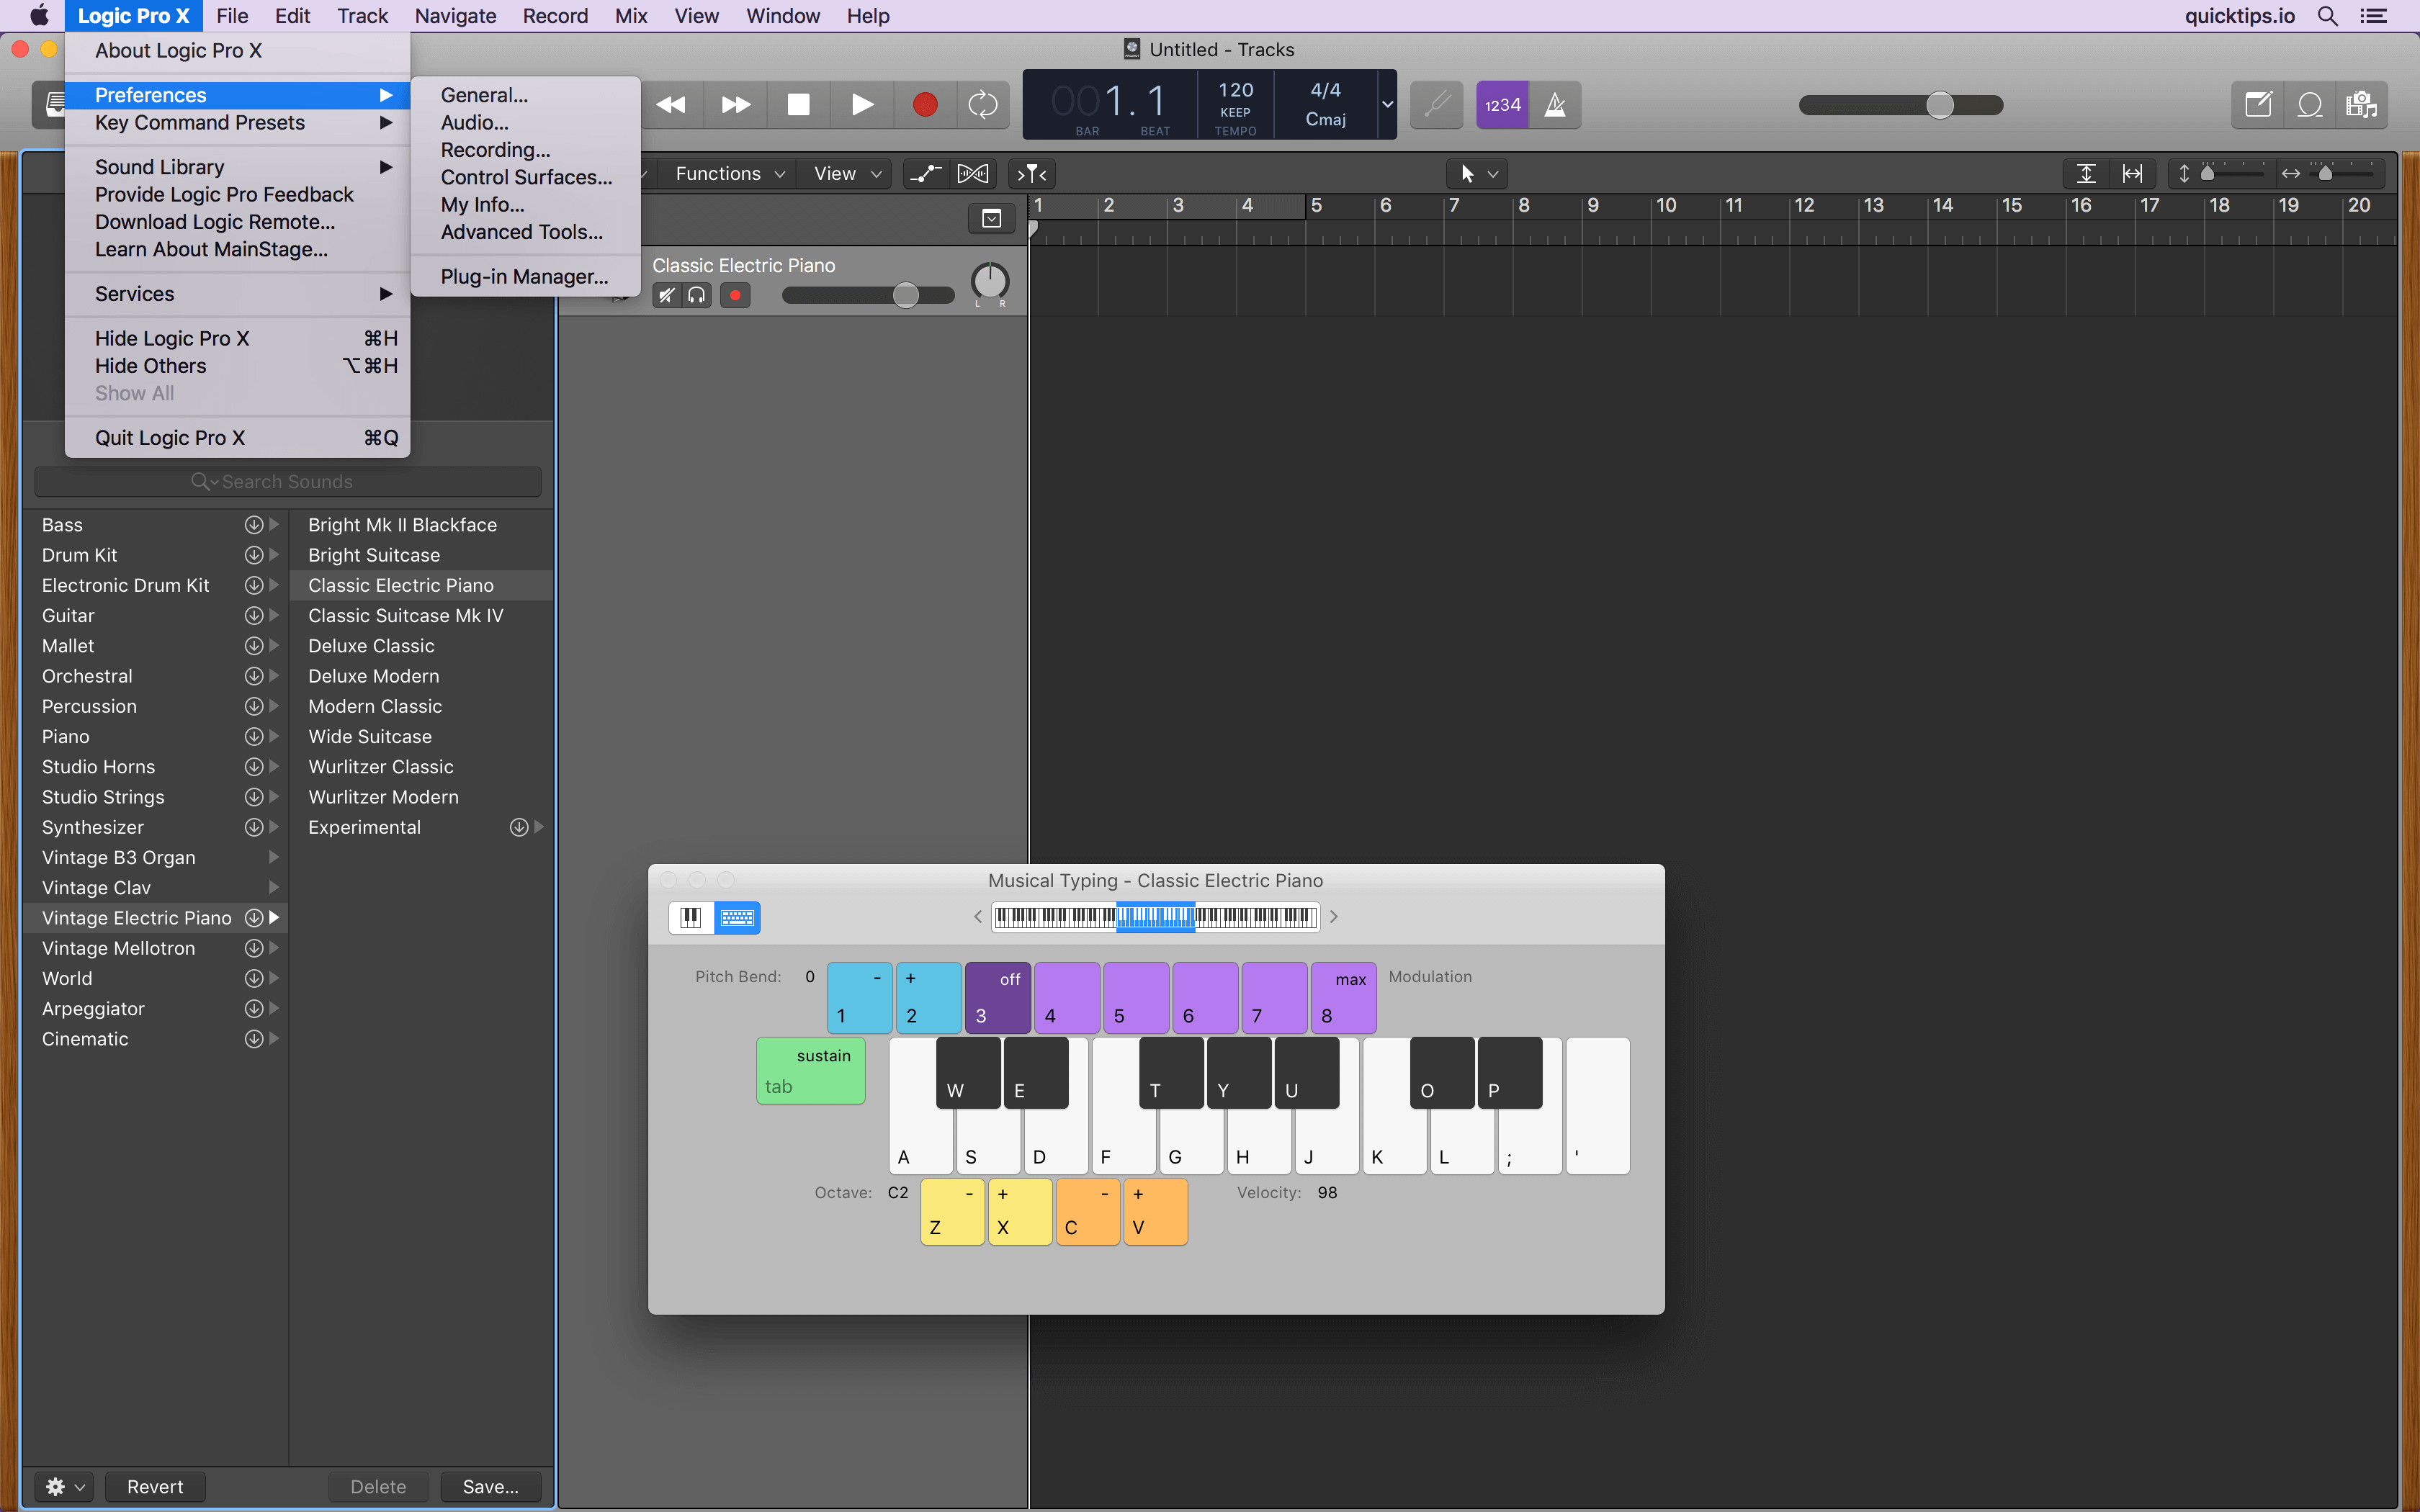 Logic Pro X File Edit Track Navigate Record Mix View Window Help quicktips.io
About Logic Pro X
Preferences
Key Command Presets
Sound Library
Provide Logic Pro Feedback
Download Logic Remote...
Learn About MainStage...
Services
Hide Logic Pro X ⌘H
Hide Others ⌥⌘H
Show All
Quit Logic Pro X ⌘Q
General...
Audio...
Recording...
Control Surfaces...
My Info...
Advanced Tools...
Plug-in Manager...
Untitled - Tracks
001.1 120 4/4
KEEP Cmaj
BAR BEAT TEMPO
1234
Functions View
1 2 3 4 5 6 7 8 9 10 11 12 13 14 15 16 17 18 19 20
Classic Electric Piano
L R
Search Sounds
Bass
Drum Kit
Electronic Drum Kit
Guitar
Mallet
Orchestral
Percussion
Piano
Studio Horns
Studio Strings
Synthesizer
Vintage B3 Organ
Vintage Clav
Vintage Electric Piano
Vintage Mellotron
World
Arpeggiator
Cinematic
Bright Mk II Blackface
Bright Suitcase
Classic Electric Piano
Classic Suitcase Mk IV
Deluxe Classic
Deluxe Modern
Modern Classic
Wide Suitcase
Wurlitzer Classic
Wurlitzer Modern
Experimental
Musical Typing - Classic Electric Piano
Pitch Bend: 0 - + off max Modulation
1 2 3 4 5 6 7 8
sustain
tab
W E T Y U O P
A S D F G H J K L ; '
Octave: C2 - + - + Velocity: 98
Z X C V
Revert Delete Save...